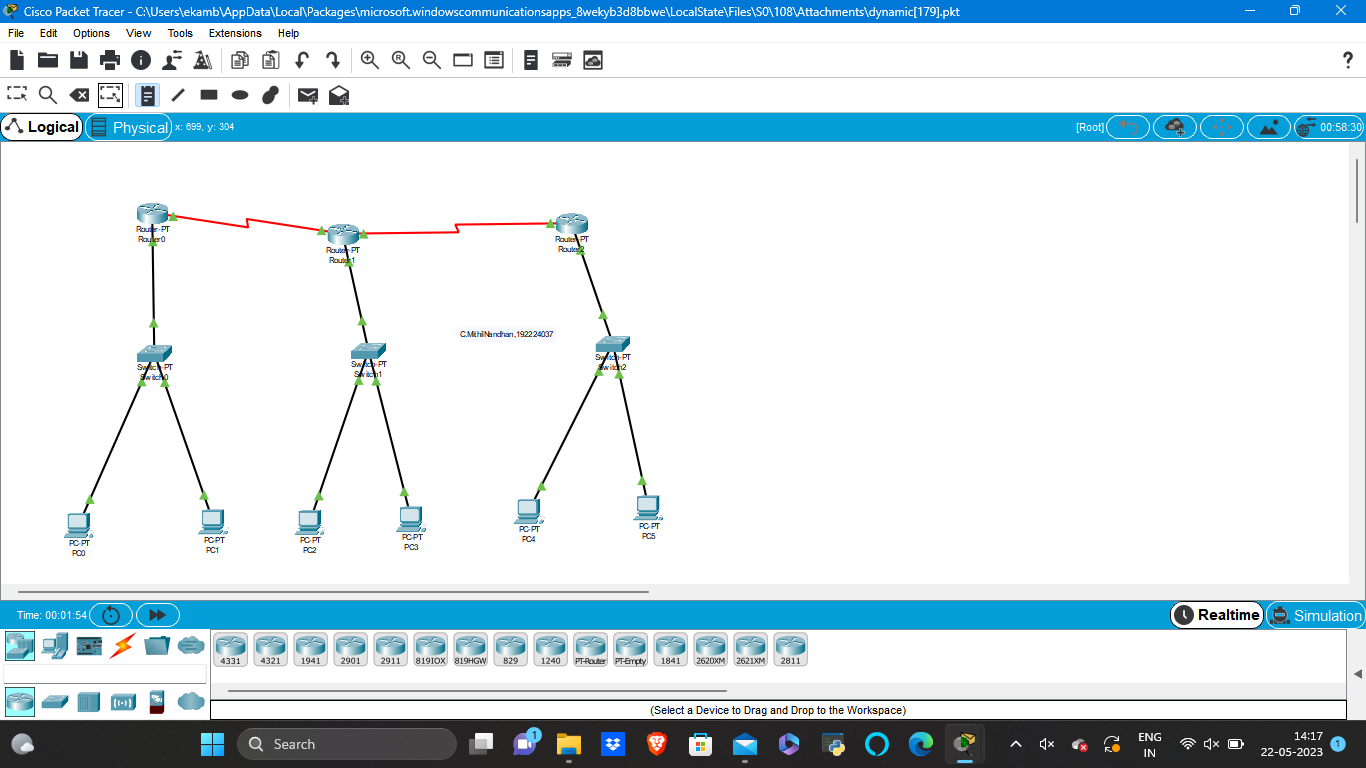 Cisco Packet Tracer - C:\Users\ekamb\AppData\Local\Packages\microsoft.windowscommunicationsapps_8wekyb3d8bbwe\LocalState\Files\S0\108\Attachments\dynamic[179].pkt
File Edit Options View Tools Extensions Help
Logical Physical x: 699, y: 304 [Root] 00:58:30
Router-PT
Router0
Router-PT
Router1
Router-PT
Router2
C.MithilNandhan,192224037
Switch-PT
Switch0
Switch-PT
Switch1
Switch-PT
Switch2
PC-PT
PC0
PC-PT
PC1
PC-PT
PC2
PC-PT
PC3
PC-PT
PC4
PC-PT
PC5
Time: 00:01:54 Realtime Simulation
4331 4321 1941 2901 2911 819IOX 819HGW 829 1240 PT-Router PT-Empty 1841 2620XM 2621XM 2811
(Select a Device to Drag and Drop to the Workspace)
Search 1 ENG 14:17
IN 22-05-2023 1